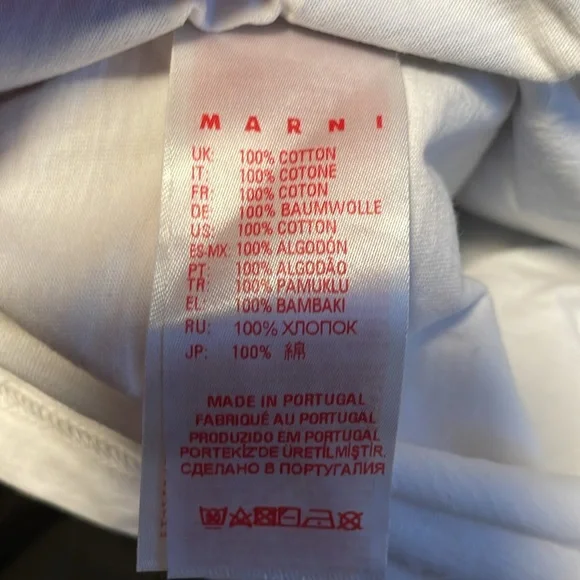 MARNI
UK: 100% COTTON
IT: 100% COTONE
FR: 100% COTON
DE: 100% BAUMWOLLE
US: 100% COTTON
ES-MX: 100% ALGODÓN
PT: 100% ALGODÃO
TR: 100% PAMUKLU
EL: 100% BAMBAKI
RU: 100% ХЛОПОК
JP: 100% 綿
MADE IN PORTUGAL
FABRIQUÉ AU PORTUGAL
PRODUZIDO EM PORTUGAL
PORTEKİZ'DE ÜRETİLMİŞTİR.
СДЕЛАНО В ПОРТУГАЛИЯ